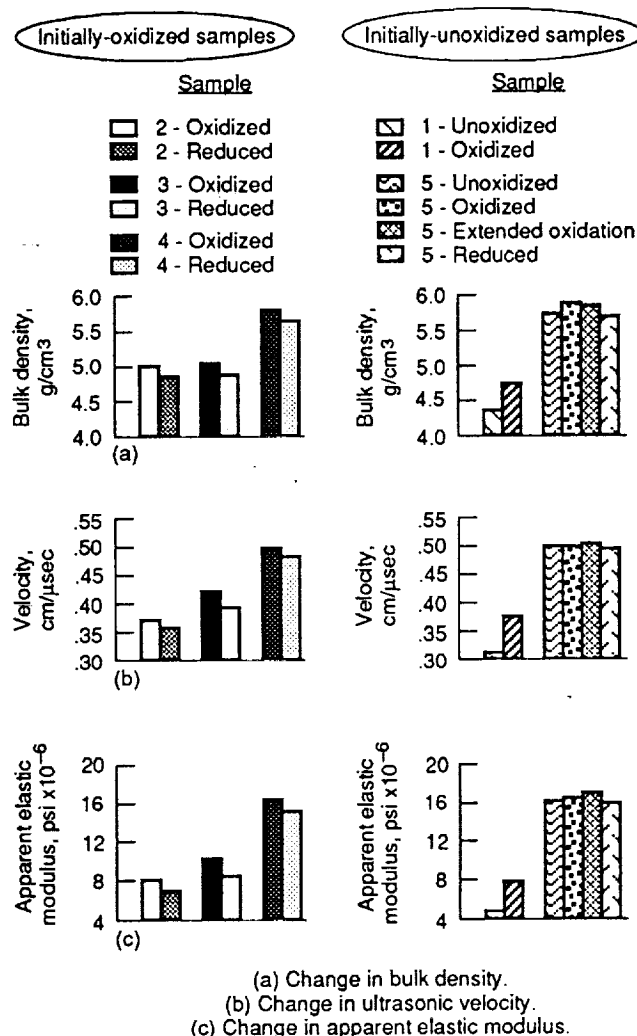 Initially-oxidized samples
Sample
2 - Oxidized
2 - Reduced
3 - Oxidized
3 - Reduced
4 - Oxidized
4 - Reduced
Initially-unoxidized samples
Sample
1 - Unoxidized
1 - Oxidized
5 - Unoxidized
5 - Oxidized
5 - Extended oxidation
5 - Reduced
Bulk density,
g/cm3
6.0
5.5
5.0
4.5
4.0
(a)
Bulk density,
g/cm3
6.0
5.5
5.0
4.5
4.0
Velocity,
cm/μsec
.55
.50
.45
.40
.35
.30
(b)
Velocity,
cm/μsec
.55
.50
.45
.40
.35
.30
Apparent elastic
modulus, psi x10⁻⁶
20
16
12
8
4
(c)
Apparent elastic
modulus, psi x10⁻⁶
20
16
12
8
4
(a) Change in bulk density.
(b) Change in ultrasonic velocity.
(c) Change in apparent elastic modulus.